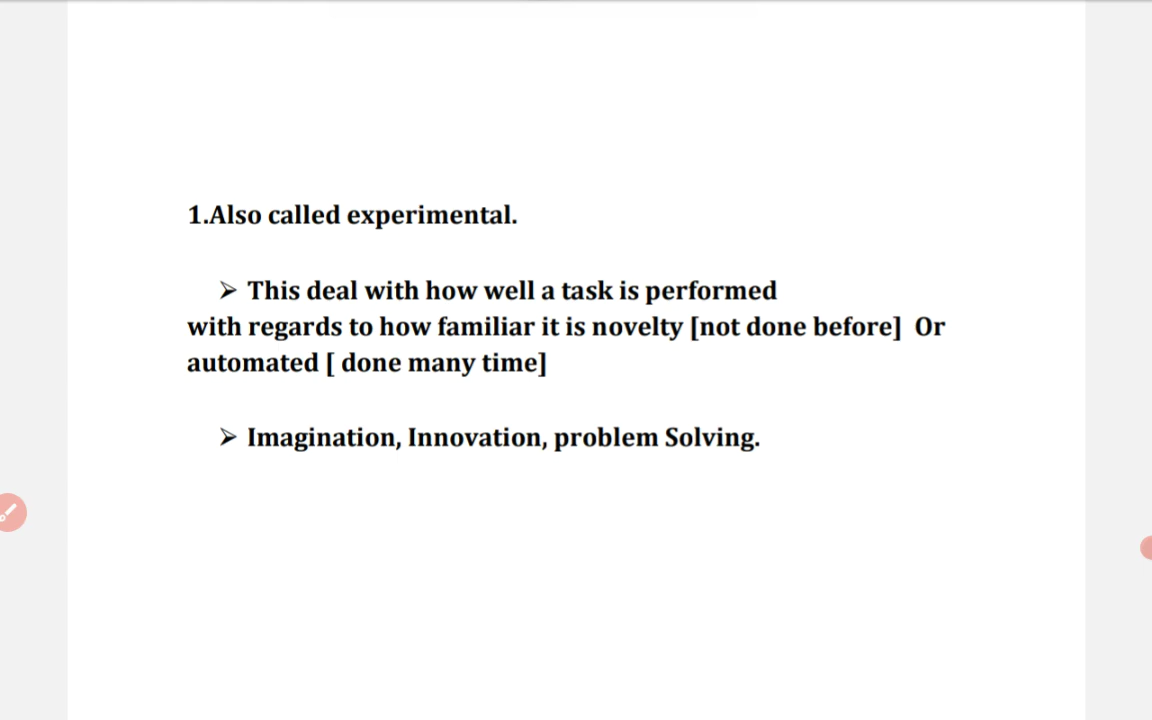 1.Also called experimental.
➢ This deal with how well a task is performed
with regards to how familiar it is novelty [not done before] Or
automated [ done many time]
➢ Imagination, Innovation, problem Solving.